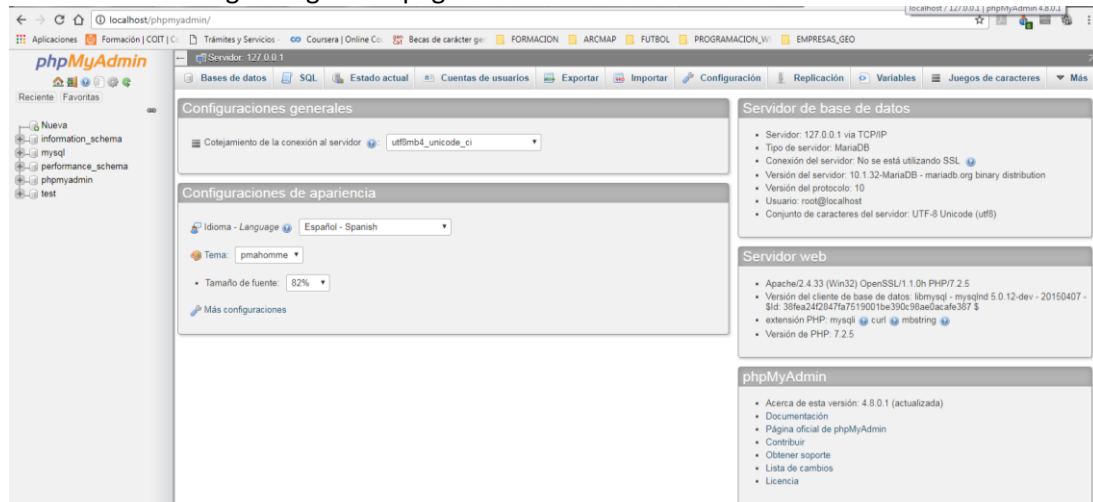 localhost / 127.0.0.1 | phpMyAdmin 4.8.0.1
localhost/phpmyadmin/
Aplicaciones Formación | COIT | C Trámites y Servicios - Coursera | Online Co Becas de carácter ge FORMACION ARCMAP FUTBOL PROGRAMACION_W EMPRESAS_GEO
phpMyAdmin
Reciente Favoritas
Nueva
information_schema
mysql
performance_schema
phpmyadmin
test
Servidor: 127.0.0.1
Bases de datos SQL Estado actual Cuentas de usuarios Exportar Importar Configuración Replicación Variables Juegos de caracteres Más
Configuraciones generales
Cotejamiento de la conexión al servidor : utf8mb4_unicode_ci
Configuraciones de apariencia
Idioma - Language Español - Spanish
Tema: pmahomme
• Tamaño de fuente: 82%
Más configuraciones
Servidor de base de datos
• Servidor: 127.0.0.1 via TCP/IP
• Tipo de servidor: MariaDB
• Conexión del servidor: No se está utilizando SSL
• Versión del servidor: 10.1.32-MariaDB - mariadb.org binary distribution
• Versión del protocolo: 10
• Usuario: root@localhost
• Conjunto de caracteres del servidor: UTF-8 Unicode (utf8)
Servidor web
• Apache/2.4.33 (Win32) OpenSSL/1.1.0h PHP/7.2.5
• Versión del cliente de base de datos: libmysql - mysqlnd 5.0.12-dev - 20150407 -
$Id: 38fea24f2847fa7519001be390c98ae0acafe387 $
• extensión PHP: mysqli curl mbstring
• Versión de PHP: 7.2.5
phpMyAdmin
• Acerca de esta versión: 4.8.0.1 (actualizada)
• Documentación
• Página oficial de phpMyAdmin
• Contribuir
• Obtener soporte
• Lista de cambios
• Licencia